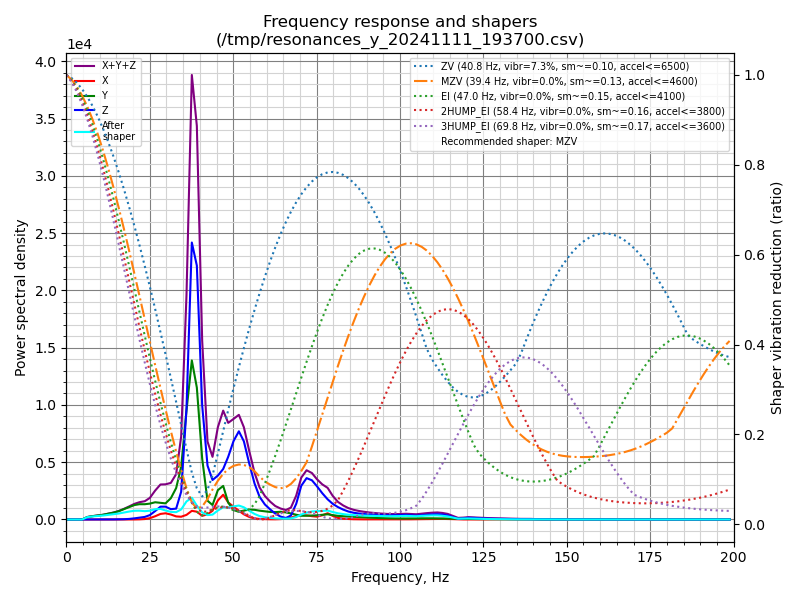 Frequency response and shapers
(/tmp/resonances_y_20241111_193700.csv)
1e4
X+Y+Z
X
Y
Z
After
shaper
ZV (40.8 Hz, vibr=7.3%, sm~=0.10, accel<=6500)
MZV (39.4 Hz, vibr=0.0%, sm~=0.13, accel<=4600)
EI (47.0 Hz, vibr=0.0%, sm~=0.15, accel<=4100)
2HUMP_EI (58.4 Hz, vibr=0.0%, sm~=0.16, accel<=3800)
3HUMP_EI (69.8 Hz, vibr=0.0%, sm~=0.17, accel<=3600)
Recommended shaper: MZV
Power spectral density
4.0
3.5
3.0
2.5
2.0
1.5
1.0
0.5
0.0
1.0
0.8
0.6
0.4
0.2
0.0
Shaper vibration reduction (ratio)
0 25 50 75 100 125 150 175 200
Frequency, Hz